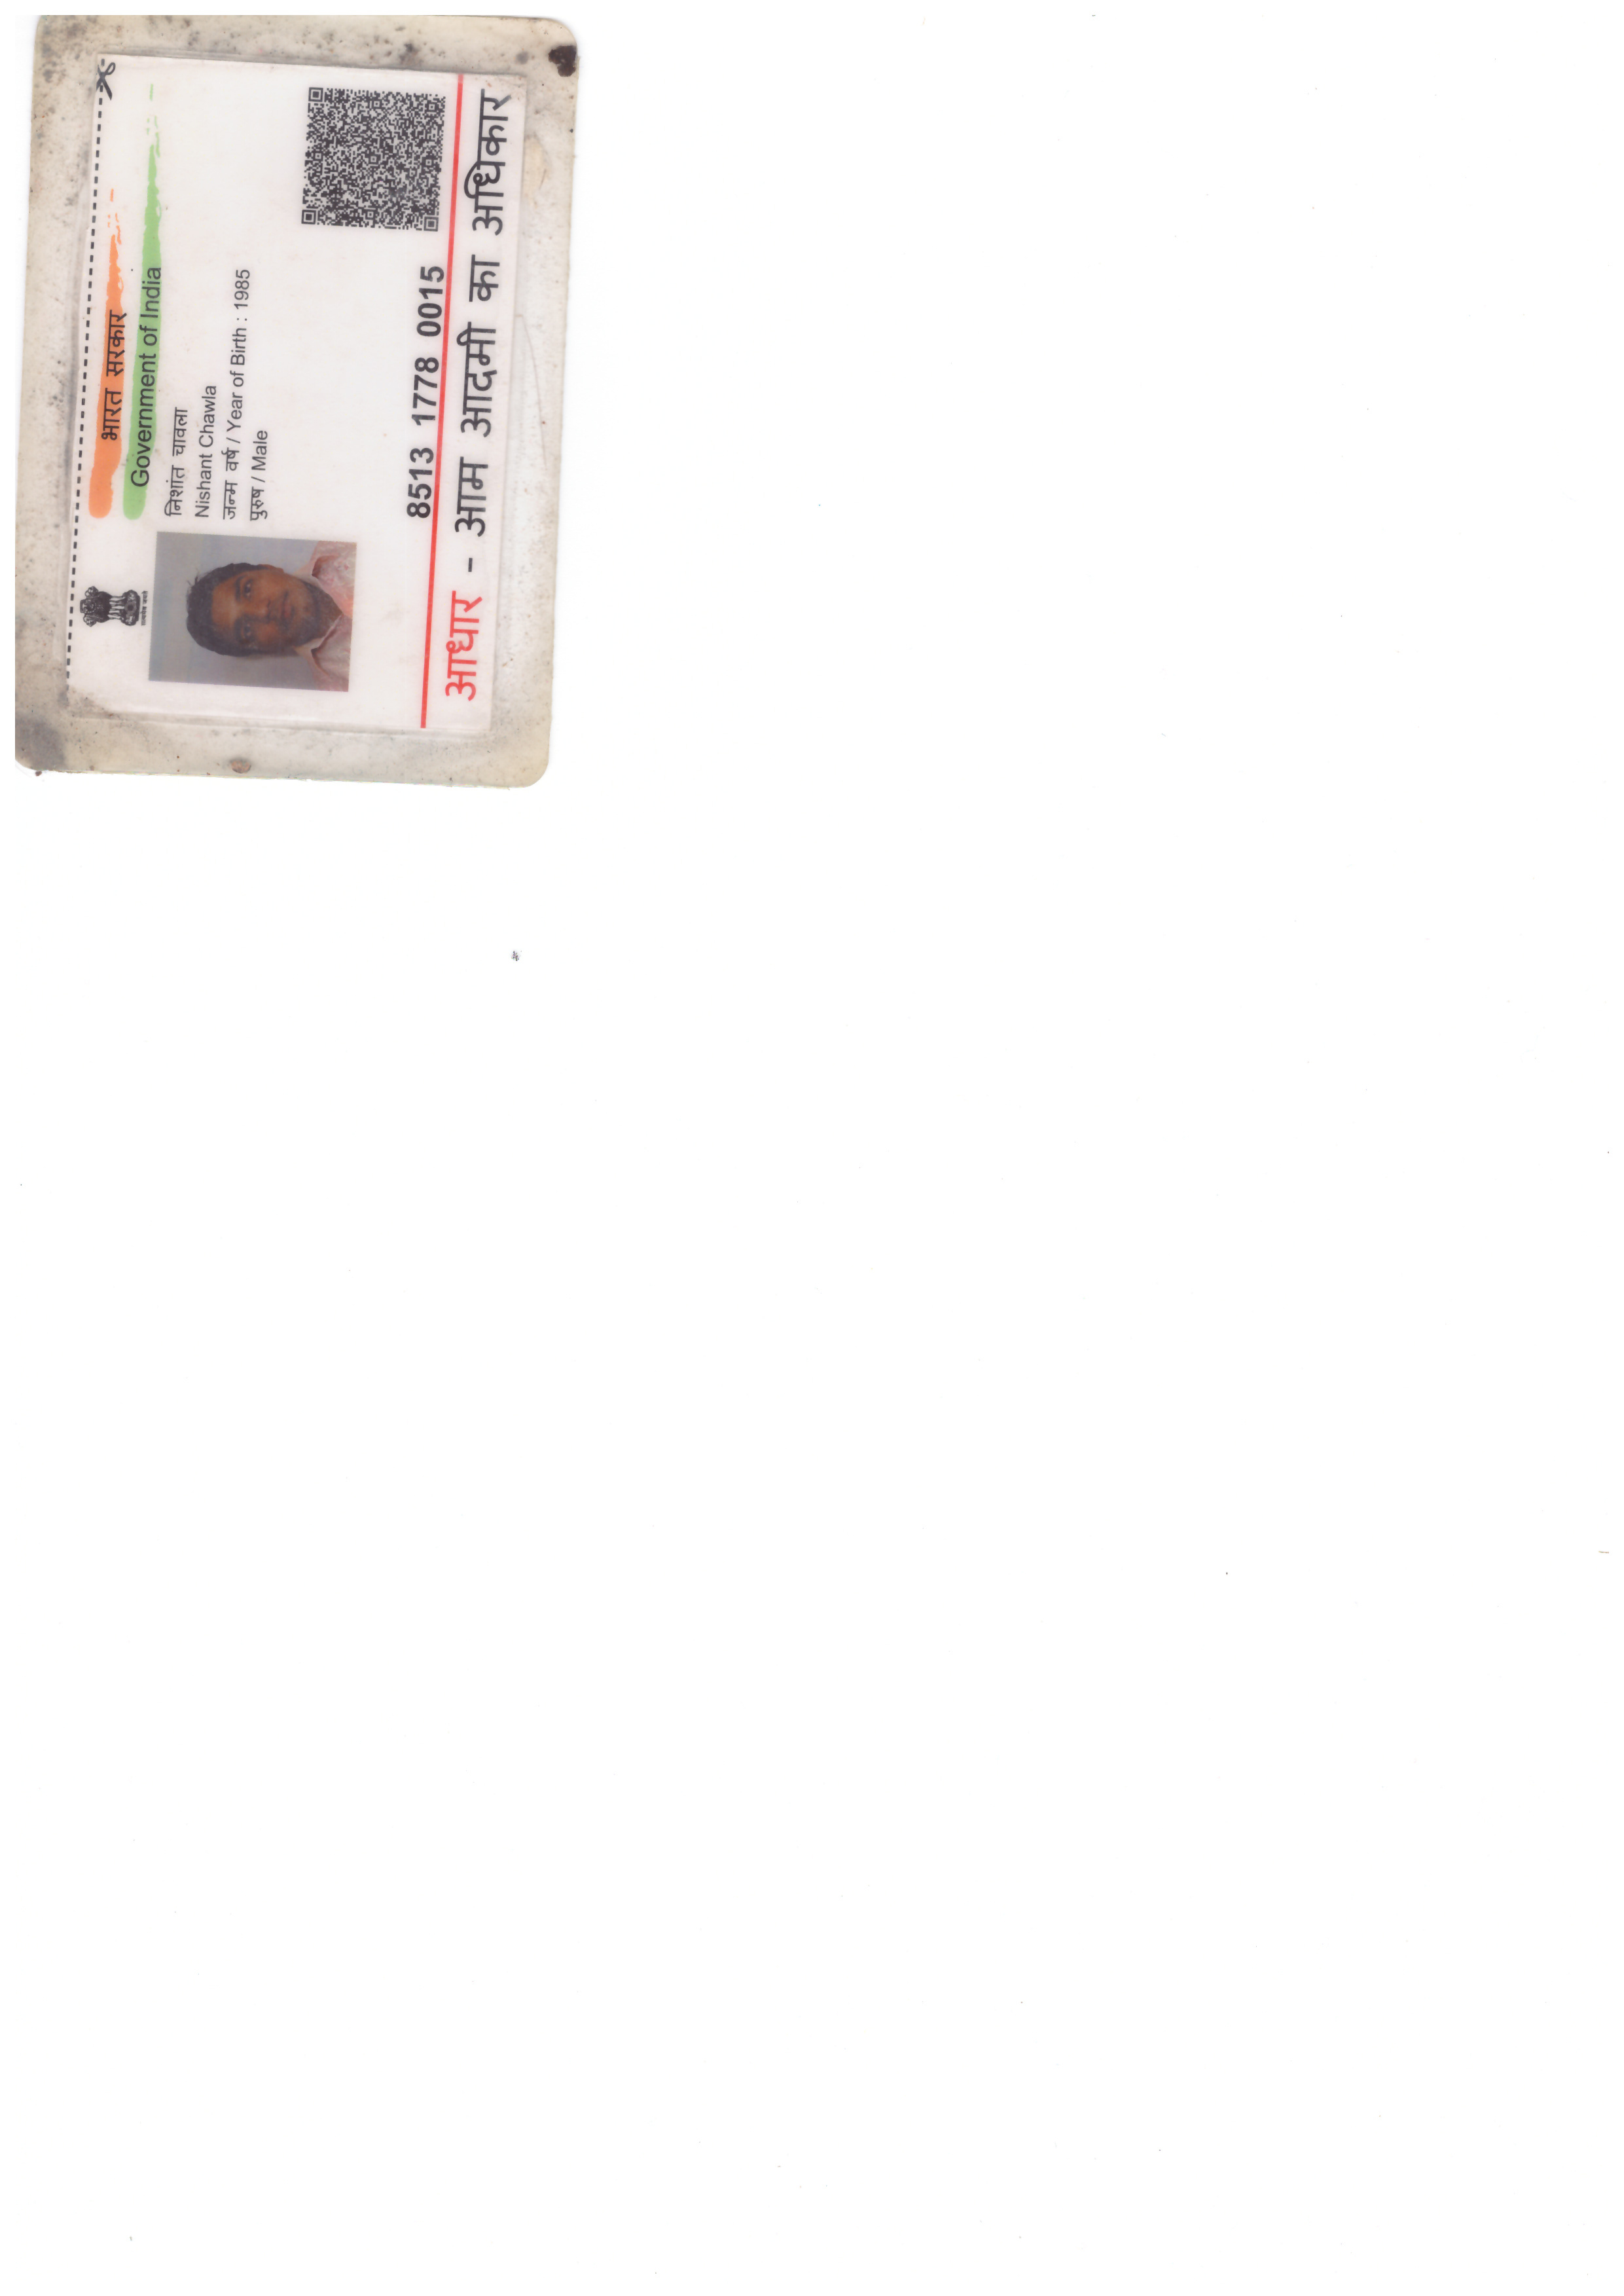 भारत सरकार
Government of India
निशांत चावला
Nishant Chawla
जन्म वर्ष / Year of Birth : 1985
पुरुष / Male
8513 1778 0015
आधार - आम आदमी का अधिकार